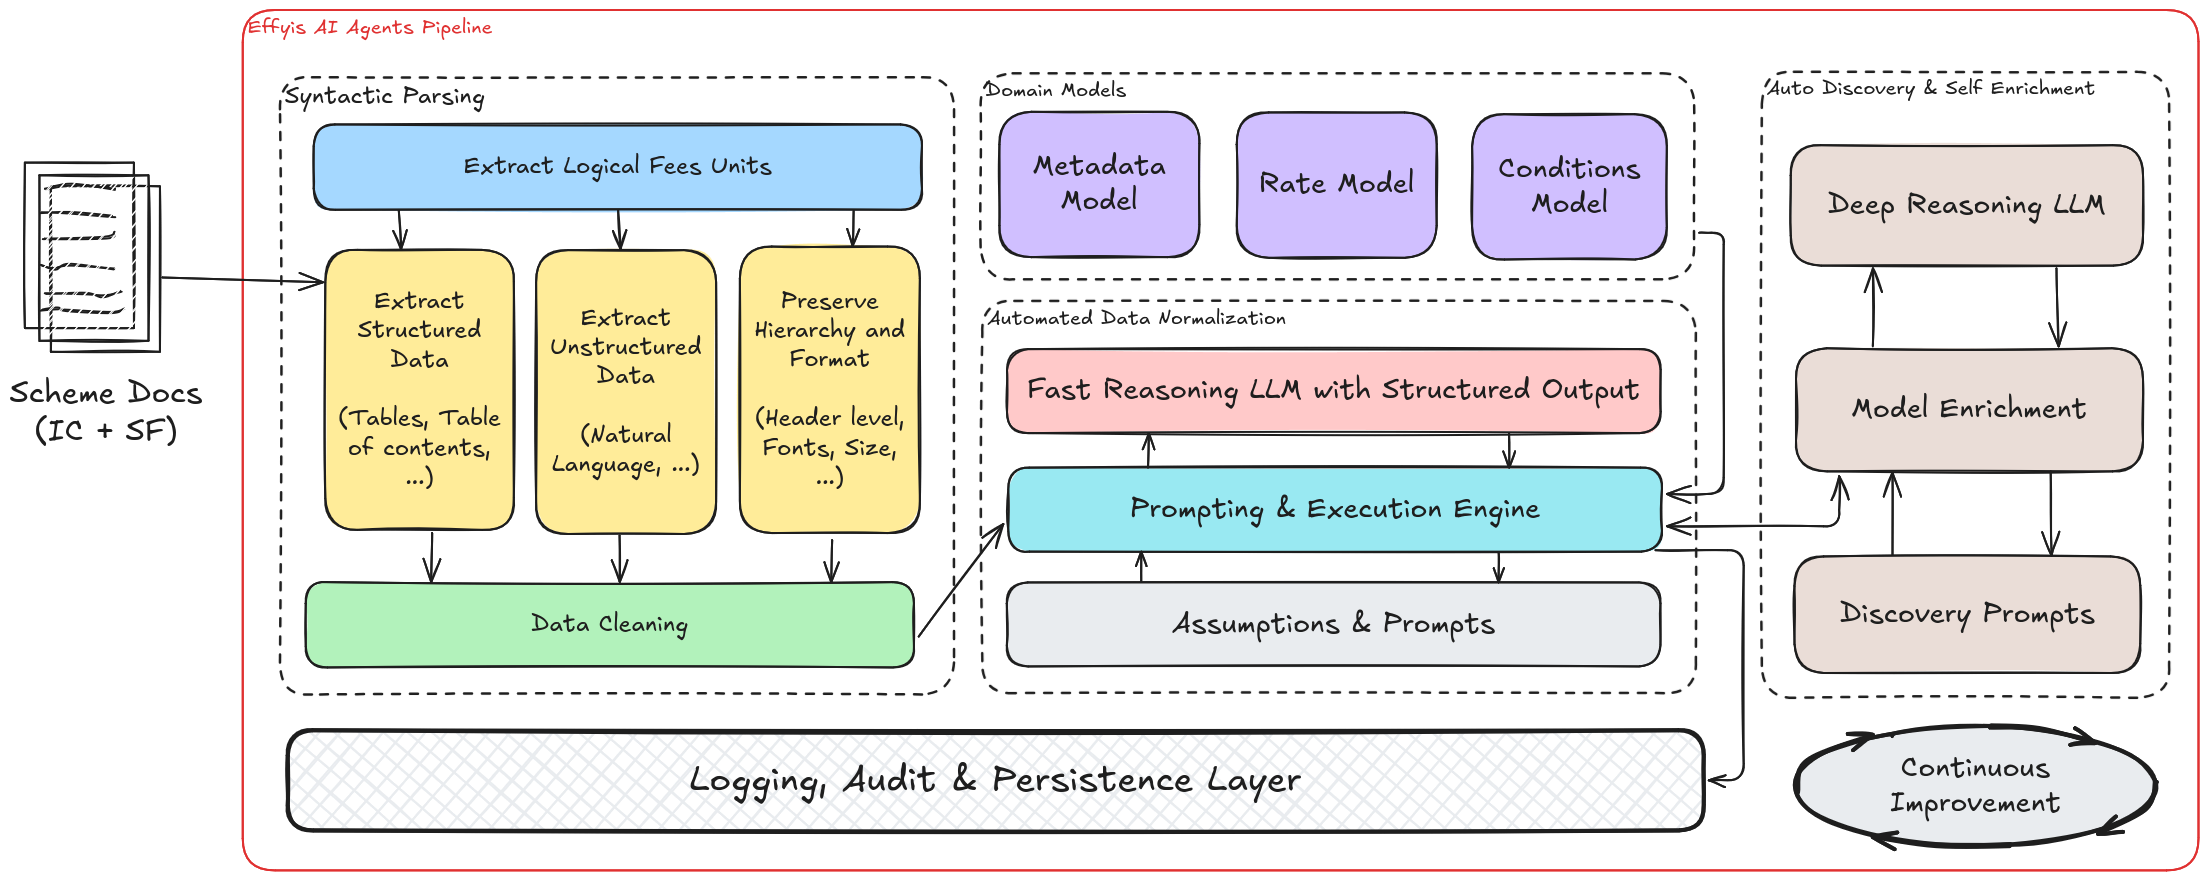 Effyis AI Agents Pipeline
Scheme Docs
(IC + SF)
Syntactic Parsing
Extract Logical Fees Units
Extract
Structured
Data
(Tables, Table
of contents,
...)
Extract
Unstructured
Data
(Natural
Language, ...)
Preserve
Hierarchy and
Format
(Header level,
Fonts, Size,
...)
Data Cleaning
Domain Models
Metadata
Model
Rate Model
Conditions
Model
Automated Data Normalization
Fast Reasoning LLM with Structured Output
Prompting & Execution Engine
Assumptions & Prompts
Auto Discovery & Self Enrichment
Deep Reasoning LLM
Model Enrichment
Discovery Prompts
Logging, Audit & Persistence Layer
Continuous
Improvement